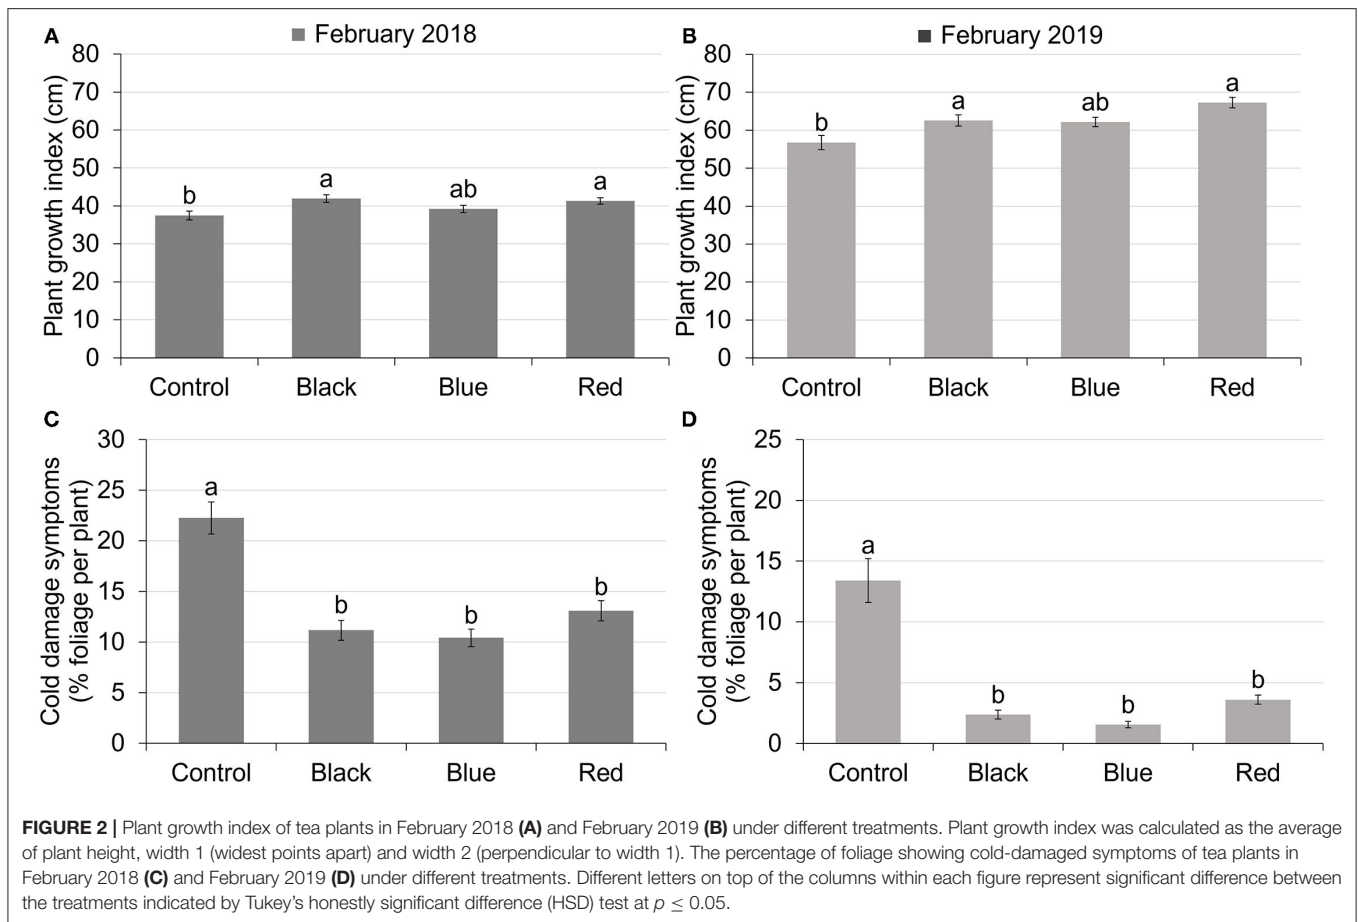 A
February 2018
Plant growth index (cm)
80
70
60
50
40
30
20
10
0
b
a
ab
a
Control Black Blue Red
B
February 2019
Plant growth index (cm)
80
70
60
50
40
30
20
10
0
b
a
ab
a
Control Black Blue Red
C
Cold damage symptoms
(% foliage per plant)
30
25
20
15
10
5
0
a
b
b
b
Control Black Blue Red
D
Cold damage symptoms
(% foliage per plant)
25
20
15
10
5
0
a
b
b
b
Control Black Blue Red
FIGURE 2 | Plant growth index of tea plants in February 2018 (A) and February 2019 (B) under different treatments. Plant growth index was calculated as the average
of plant height, width 1 (widest points apart) and width 2 (perpendicular to width 1). The percentage of foliage showing cold-damaged symptoms of tea plants in
February 2018 (C) and February 2019 (D) under different treatments. Different letters on top of the columns within each figure represent significant difference between
the treatments indicated by Tukey's honestly significant difference (HSD) test at p ≤ 0.05.